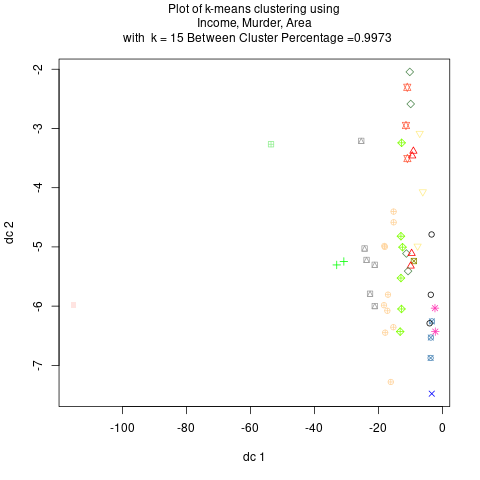 Plot of k-means clustering using
Income, Murder, Area
with k = 15 Between Cluster Percentage =0.9973
-2
-3
-4
-5
-6
-7
dc 2
-100
-80
-60
-40
-20
0
dc 1